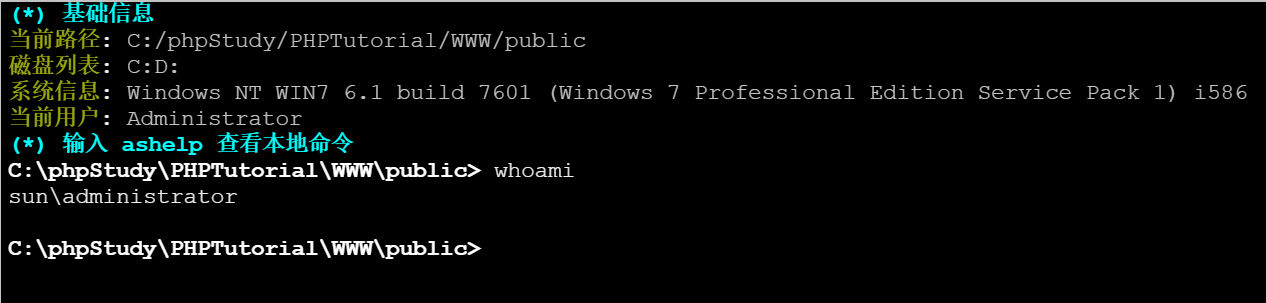 (*) 基础信息
当前路径: C:/phpStudy/PHPTutorial/WWW/public
磁盘列表: C:D:
系统信息: Windows NT WIN7 6.1 build 7601 (Windows 7 Professional Edition Service Pack 1) i586
当前用户: Administrator
(*) 输入 ashelp 查看本地命令
C:\phpStudy\PHPTutorial\WWW\public> whoami
sun\administrator
C:\phpStudy\PHPTutorial\WWW\public>